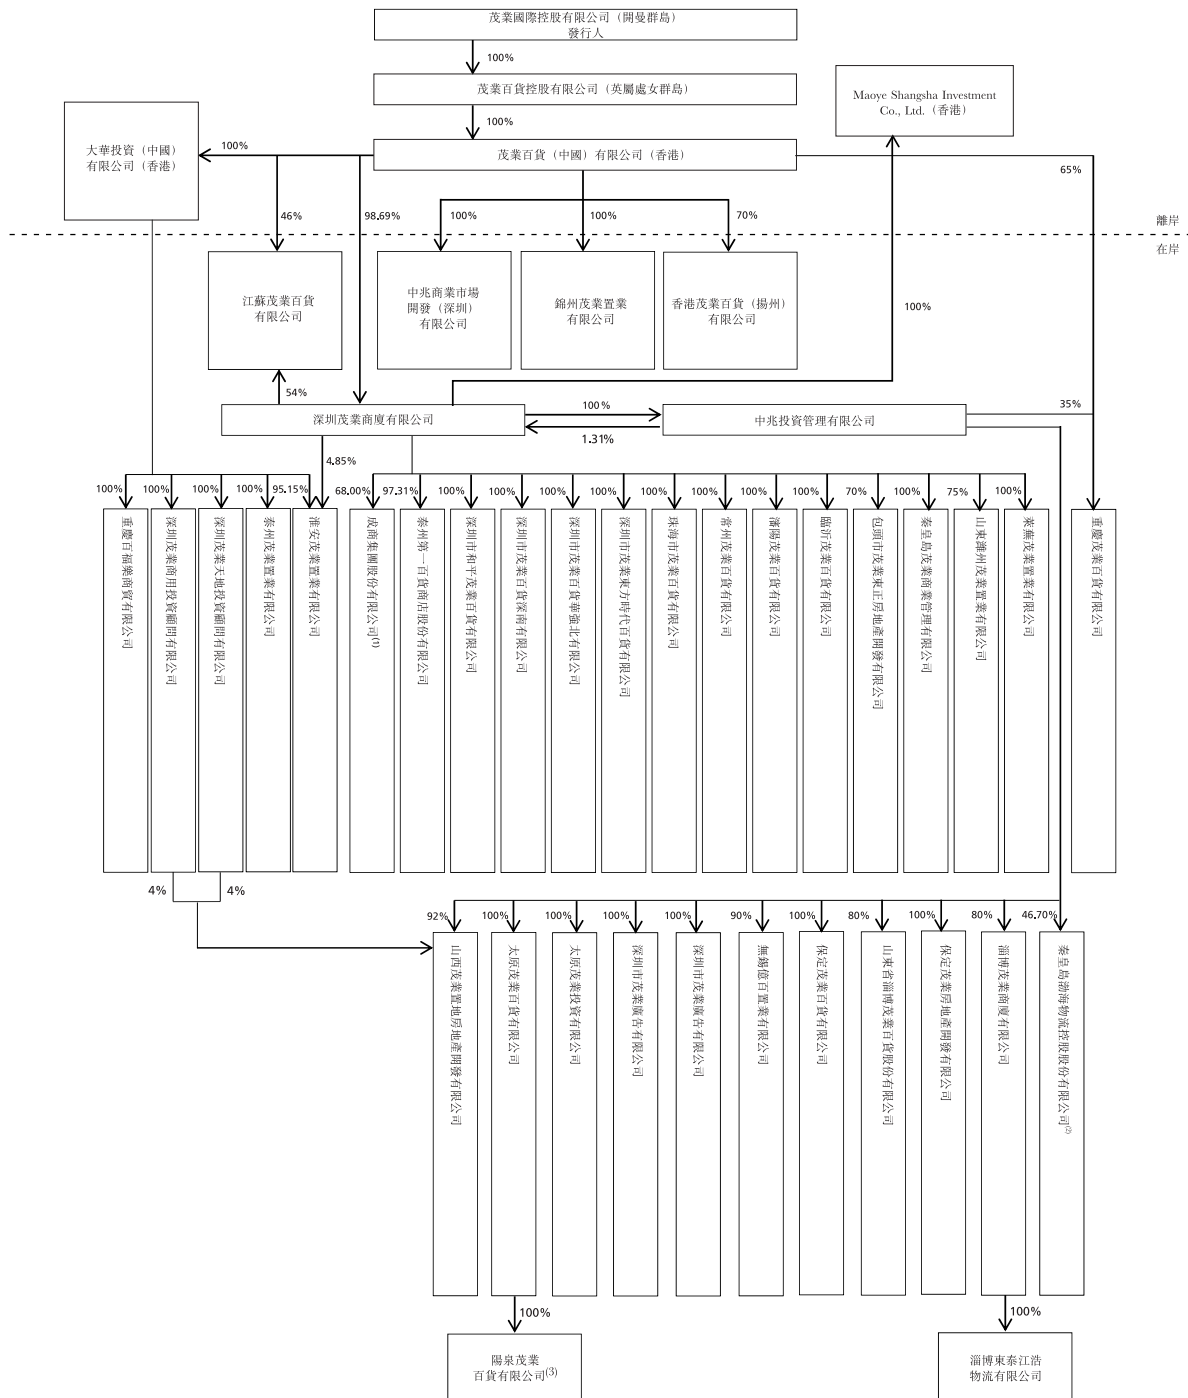 茂業國際控股有限公司（開曼群島）
發行人
100%
茂業百貨控股有限公司（英屬處女群島）
Maoye Shangsha Investment
Co., Ltd.（香港）
100%
大華投資（中國）
有限公司（香港）
100%
茂業百貨（中國）有限公司（香港）
65%
46%
98.69%
100%
100%
70%
離岸
在岸
江蘇茂業百貨
有限公司
中兆商業市場
開發（深圳）
有限公司
錦州茂業置業
有限公司
香港茂業百貨（揚州）
有限公司
100%
54%
深圳茂業商廈有限公司
100%
1.31%
中兆投資管理有限公司
35%
4.85%
100%
100%
100%
100%
95.15%
68.00%
97.31%
100%
100%
100%
100%
100%
100%
100%
100%
70%
100%
75%
100%
重慶百福樂商貿有限公司
深圳茂業商用投資顧問有限公司
深圳茂業天地投資顧問有限公司
泰州茂業置業有限公司
淮安茂業置業有限公司
成商集團股份有限公司(1)
泰州第一百貨商店股份有限公司
深圳市和平茂業百貨有限公司
深圳市茂業百貨深南有限公司
深圳市茂業百貨華強北有限公司
深圳市茂業東方時代百貨有限公司
珠海市茂業百貨有限公司
常州茂業百貨有限公司
瀋陽茂業百貨有限公司
臨沂茂業百貨有限公司
包頭市茂業東正房地產開發有限公司
秦皇島茂業商業管理有限公司
山東濰州茂業置業有限公司
萊蕪茂業置業有限公司
重慶茂業百貨有限公司
4%
4%
92%
100%
100%
100%
100%
90%
100%
80%
100%
80%
46.70%
山西茂業置地房地產開發有限公司
太原茂業百貨有限公司
太原茂業投資有限公司
深圳市茂業廣告有限公司
深圳市茂業廣告有限公司
無錫億百置業有限公司
保定茂業百貨有限公司
山東省淄博茂業百貨股份有限公司
保定茂業房地產開發有限公司
淄博茂業商廈有限公司
秦皇島渤海物流控股股份有限公司(2)
100%
100%
陽泉茂業
百貨有限公司(3)
淄博東泰江浩
物流有限公司